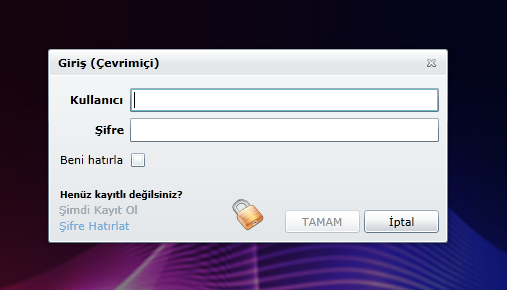 Giriş (Çevrimiçi)
Kullanıcı
Şifre
Beni hatırla
Henüz kayıtlı değilsiniz?
Şimdi Kayıt Ol
Şifre Hatırlat
TAMAM
İptal